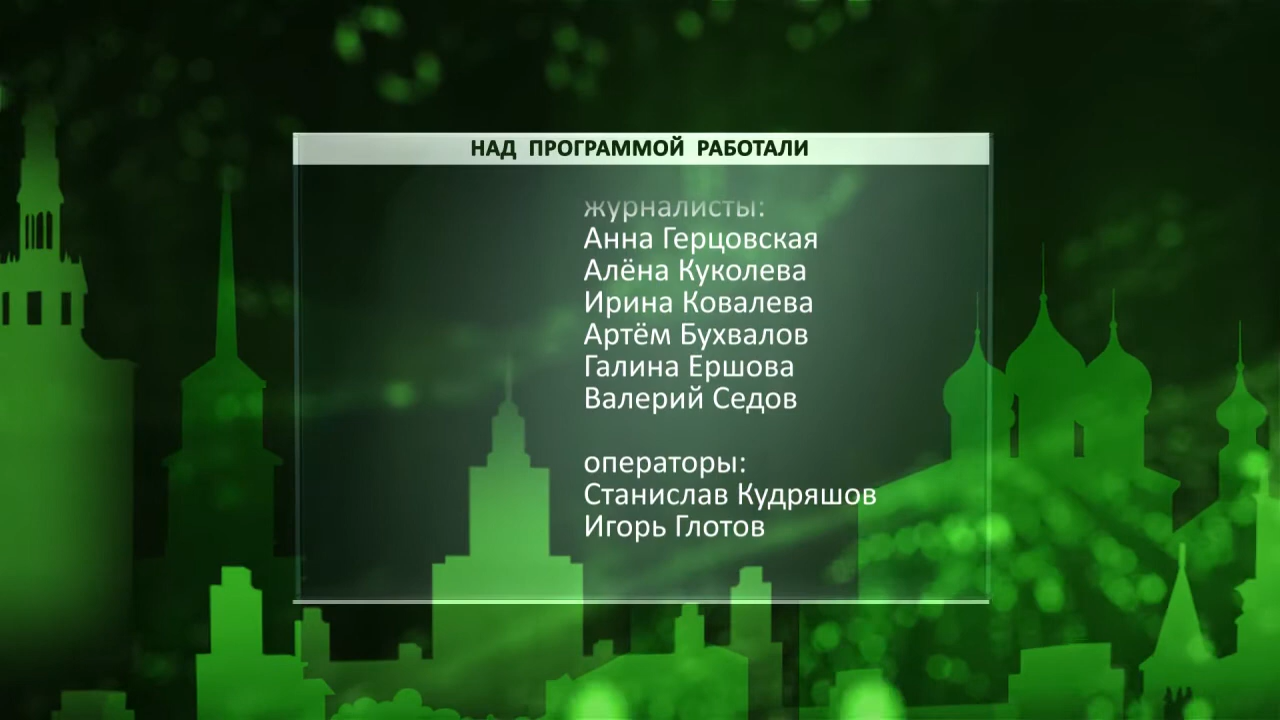 НАД ПРОГРАММОЙ РАБОТАЛИ
журналисты:
Анна Герцовская
Алёна Куколева
Ирина Ковалева
Артём Бухвалов
Галина Ершова
Валерий Седов
операторы:
Станислав Кудряшов
Игорь Глотов